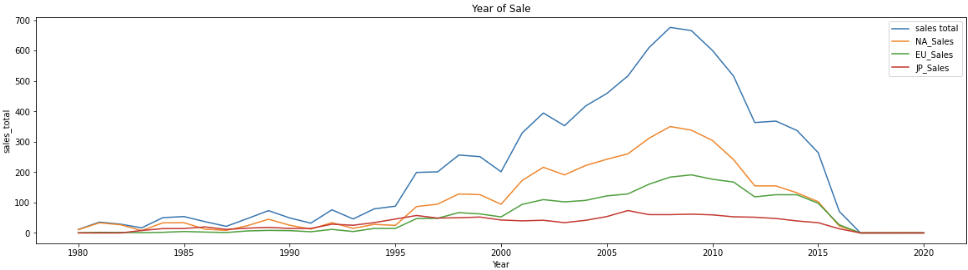 Year of Sale
sales total
NA_Sales
EU_Sales
JP_Sales
sales_total
700
600
500
400
300
200
100
0
1980 1985 1990 1995 2000 2005 2010 2015 2020
Year